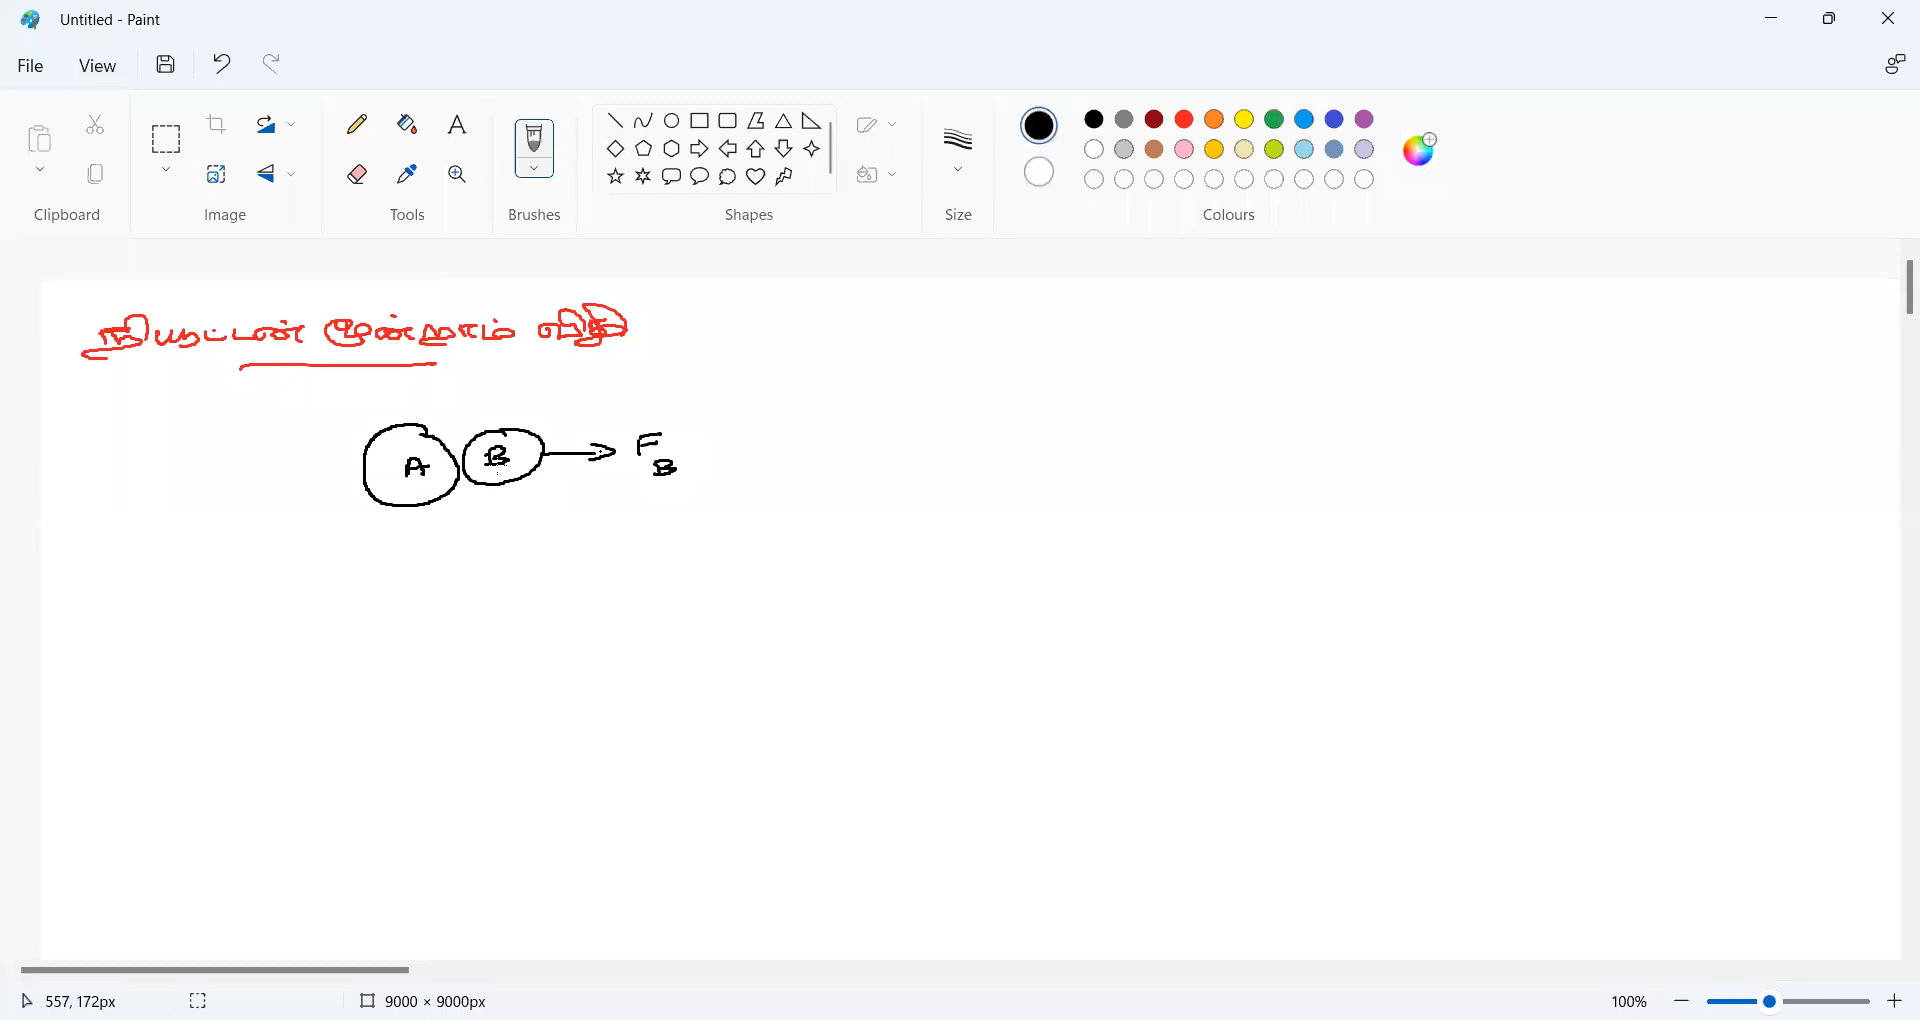 Untitled - Paint
File View
Clipboard Image Tools Brushes Shapes Size Colours
நியூட்டனின் மூன்றாம் விதி
A B F
B
557, 172px 9000 × 9000px 100%